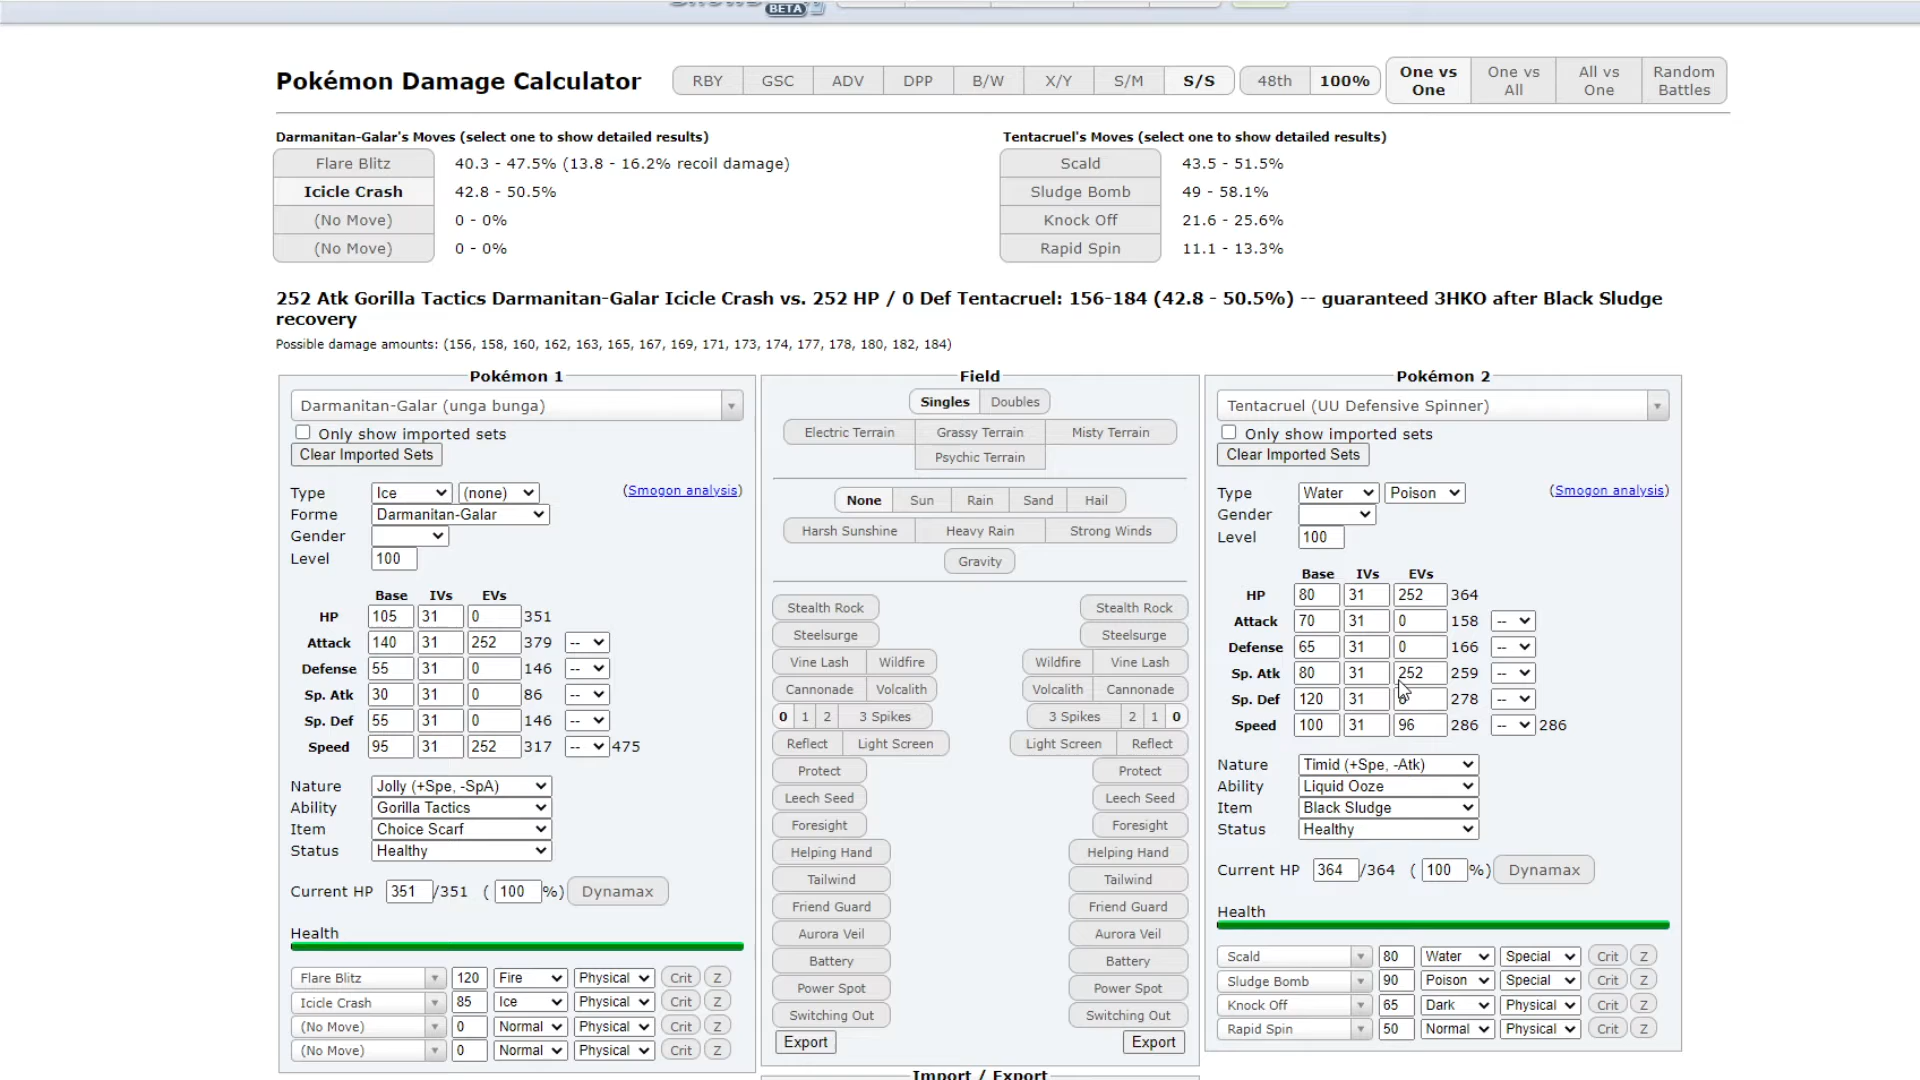 BETA
Pokémon Damage Calculator
RBY GSC ADV DPP B/W X/Y S/M S/S 48th 100% One vs One One vs All All vs One Random Battles
Darmanitan-Galar's Moves (select one to show detailed results)
Flare Blitz 40.3 - 47.5% (13.8 - 16.2% recoil damage)
Icicle Crash 42.8 - 50.5%
(No Move) 0 - 0%
(No Move) 0 - 0%
Tentacruel's Moves (select one to show detailed results)
Scald 43.5 - 51.5%
Sludge Bomb 49 - 58.1%
Knock Off 21.6 - 25.6%
Rapid Spin 11.1 - 13.3%
252 Atk Gorilla Tactics Darmanitan-Galar Icicle Crash vs. 252 HP / 0 Def Tentacruel: 156-184 (42.8 - 50.5%) -- guaranteed 3HKO after Black Sludge
recovery
Possible damage amounts: (156, 158, 160, 162, 163, 165, 167, 169, 171, 173, 174, 177, 178, 180, 182, 184)
Pokémon 1
Darmanitan-Galar (unga bunga)
Only show imported sets
Clear Imported Sets
Type Ice (none) (Smogon analysis)
Forme Darmanitan-Galar
Gender
Level 100
Base IVs EVs
HP 105 31 0 351
Attack 140 31 252 379 --
Defense 55 31 0 146 --
Sp. Atk 30 31 0 86 --
Sp. Def 55 31 0 146 --
Speed 95 31 252 317 -- 475
Nature Jolly (+Spe, -SpA)
Ability Gorilla Tactics
Item Choice Scarf
Status Healthy
Current HP 351 /351 ( 100 %) Dynamax
Health
Flare Blitz 120 Fire Physical Crit Z
Icicle Crash 85 Ice Physical Crit Z
(No Move) 0 Normal Physical Crit Z
(No Move) 0 Normal Physical Crit Z
Field
Singles Doubles
Electric Terrain Grassy Terrain Misty Terrain
Psychic Terrain
None Sun Rain Sand Hail
Harsh Sunshine Heavy Rain Strong Winds
Gravity
Stealth Rock Stealth Rock
Steelsurge Steelsurge
Vine Lash Wildfire Wildfire Vine Lash
Cannonade Volcalith Volcalith Cannonade
0 1 2 3 Spikes 3 Spikes 2 1 0
Reflect Light Screen Light Screen Reflect
Protect Protect
Leech Seed Leech Seed
Foresight Foresight
Helping Hand Helping Hand
Tailwind Tailwind
Friend Guard Friend Guard
Aurora Veil Aurora Veil
Battery Battery
Power Spot Power Spot
Switching Out Switching Out
Export Export
Import / Export
Pokémon 2
Tentacruel (UU Defensive Spinner)
Only show imported sets
Clear Imported Sets
Type Water Poison (Smogon analysis)
Gender
Level 100
Base IVs EVs
HP 80 31 252 364
Attack 70 31 0 158 --
Defense 65 31 0 166 --
Sp. Atk 80 31 252 259 --
Sp. Def 120 31 278 --
Speed 100 31 96 286 -- 286
Nature Timid (+Spe, -Atk)
Ability Liquid Ooze
Item Black Sludge
Status Healthy
Current HP 364 /364 ( 100 %) Dynamax
Health
Scald 80 Water Special Crit Z
Sludge Bomb 90 Poison Special Crit Z
Knock Off 65 Dark Physical Crit Z
Rapid Spin 50 Normal Physical Crit Z